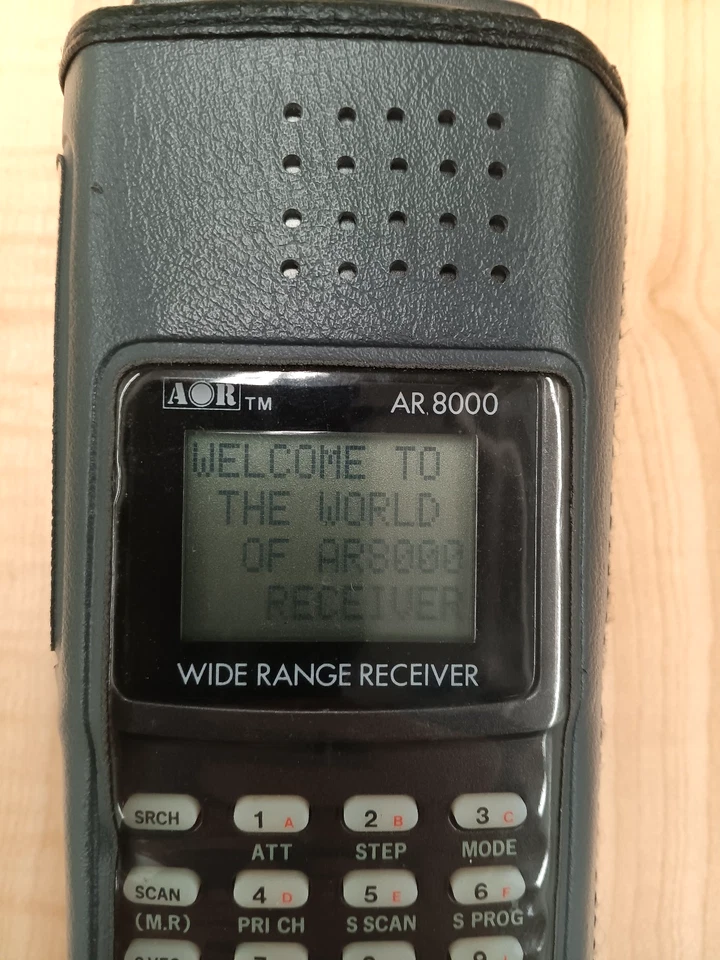 AOR TM AR 8000
WELCOME TO
THE WORLD
OF AR8000
RECEIVER
WIDE RANGE RECEIVER
SRCH 1 A 2 B 3 C
ATT STEP MODE
SCAN 4 D 5 E 6 F
(M.R) PRI CH S SCAN S PROG